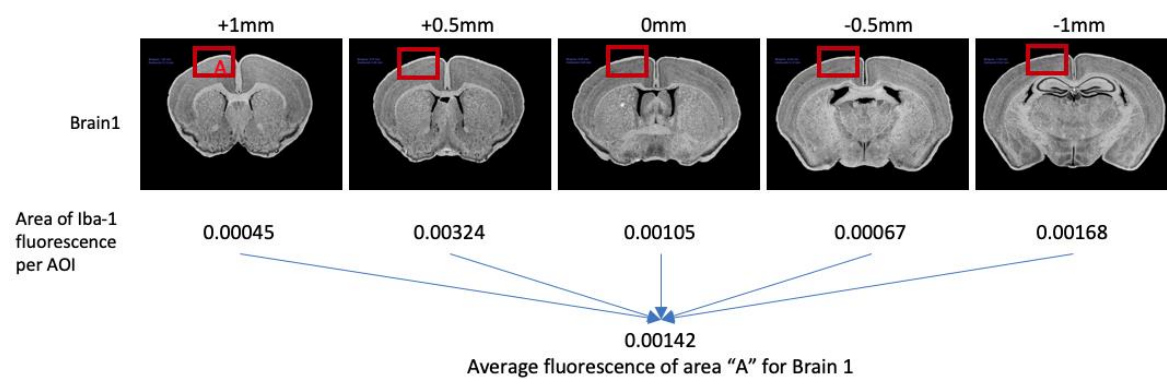 +1mm +0.5mm 0mm -0.5mm -1mm
A
Brain1
Area of Iba-1
fluorescence
per AOI
0.00045 0.00324 0.00105 0.00067 0.00168
0.00142
Average fluorescence of area “A” for Brain 1